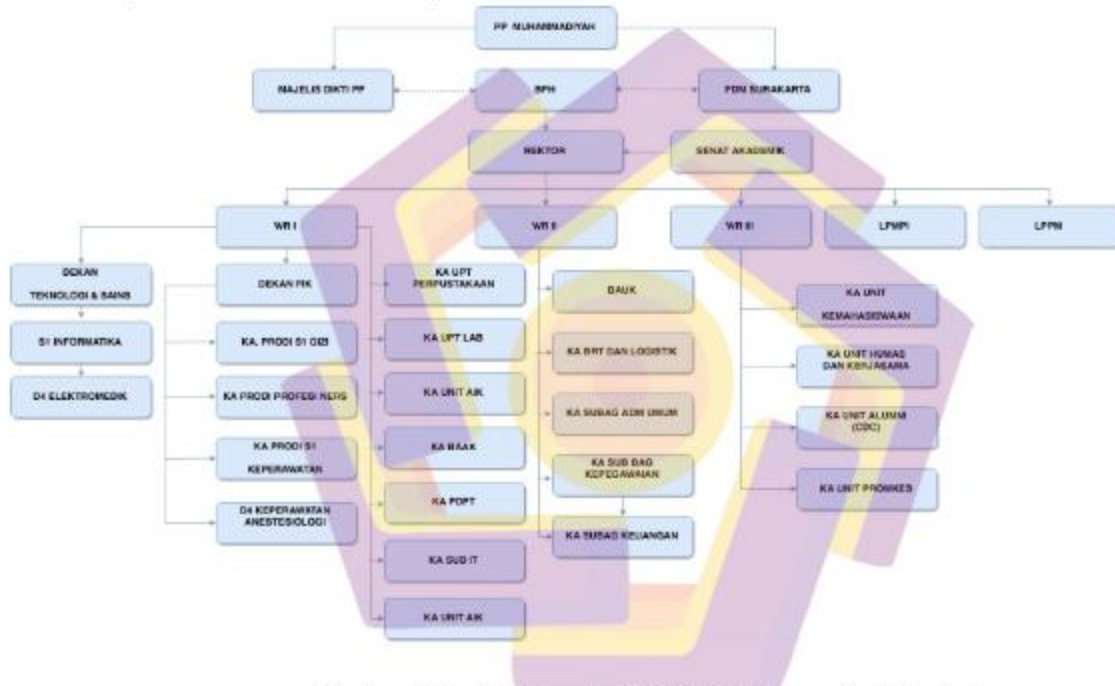 PP MUHAMMADIYAH
MAJELIS DIKTI PP
BPH
PDM SURAKARTA
REKTOR
SENAT AKADEMIK
WR I
WR II
WR III
LPMPI
LPPM
DEKAN
TEKNOLOGI & SAINS
S1 INFORMATIKA
D4 ELEKTROMEDIK
DEKAN FIK
KA. PRODI S1 GIZI
KA PRODI PROFESI NERS
KA PRODI S1
KEPERAWATAN
D4 KEPERAWATAN
ANESTESIOLOGI
KA UPT
PERPUSTAKAAN
KA UPT LAB
KA UNIT AIK
KA BAAK
KA PDPT
KA SUB IT
KA UNIT AIK
BAUK
KA BRT DAN LOGISTIK
KA SUBAG ADM UMUM
KA SUB BAG
KEPEGAWAIAN
KA SUBAG KEUANGAN
KA UNIT
KEMAHASISWAAN
KA UNIT HUMAS
DAN KERJASAMA
KA UNIT ALUMNI
(CDC)
KA UNIT PROMKES